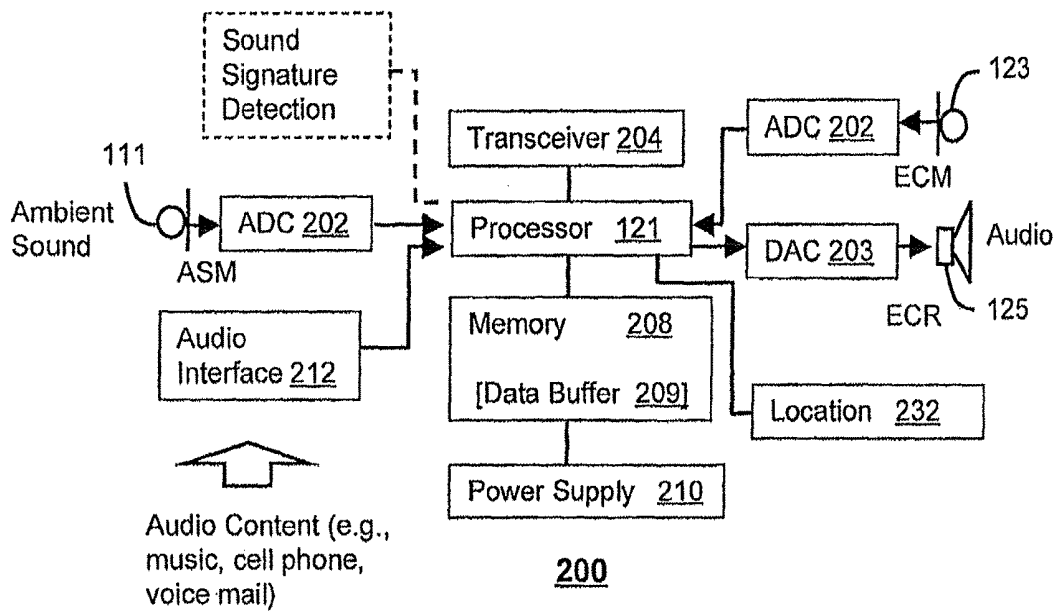 Sound
Signature
Detection
123
Transceiver 204
ADC 202
111
ECM
Ambient
Sound
ADC 202
Processor 121
DAC 203
Audio
ASM
ECR
125
Audio
Interface 212
Memory 208
[Data Buffer 209]
Location 232
Power Supply 210
Audio Content (e.g.,
music, cell phone,
voice mail)
200